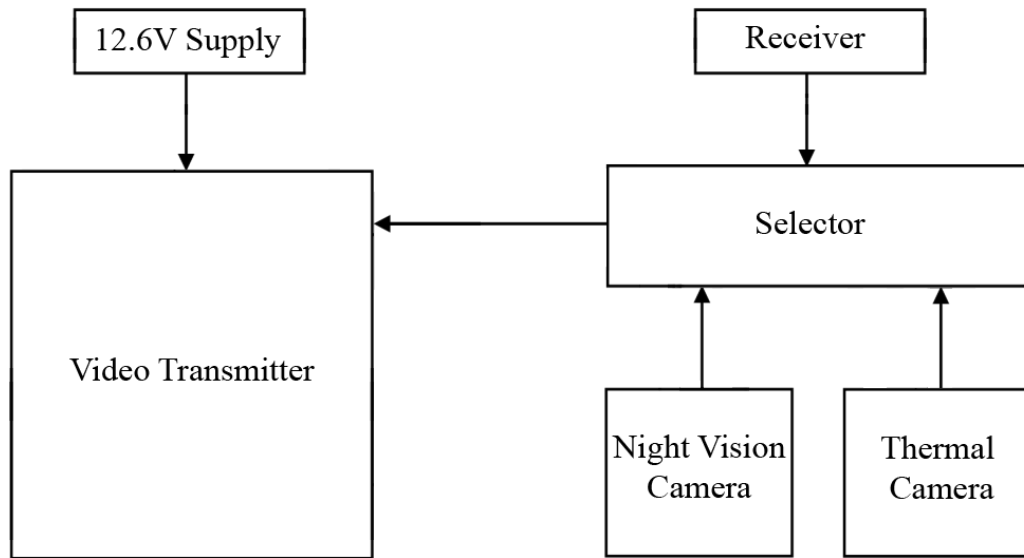 12.6V Supply
Receiver
Selector
Video Transmitter
Night Vision
Camera
Thermal
Camera